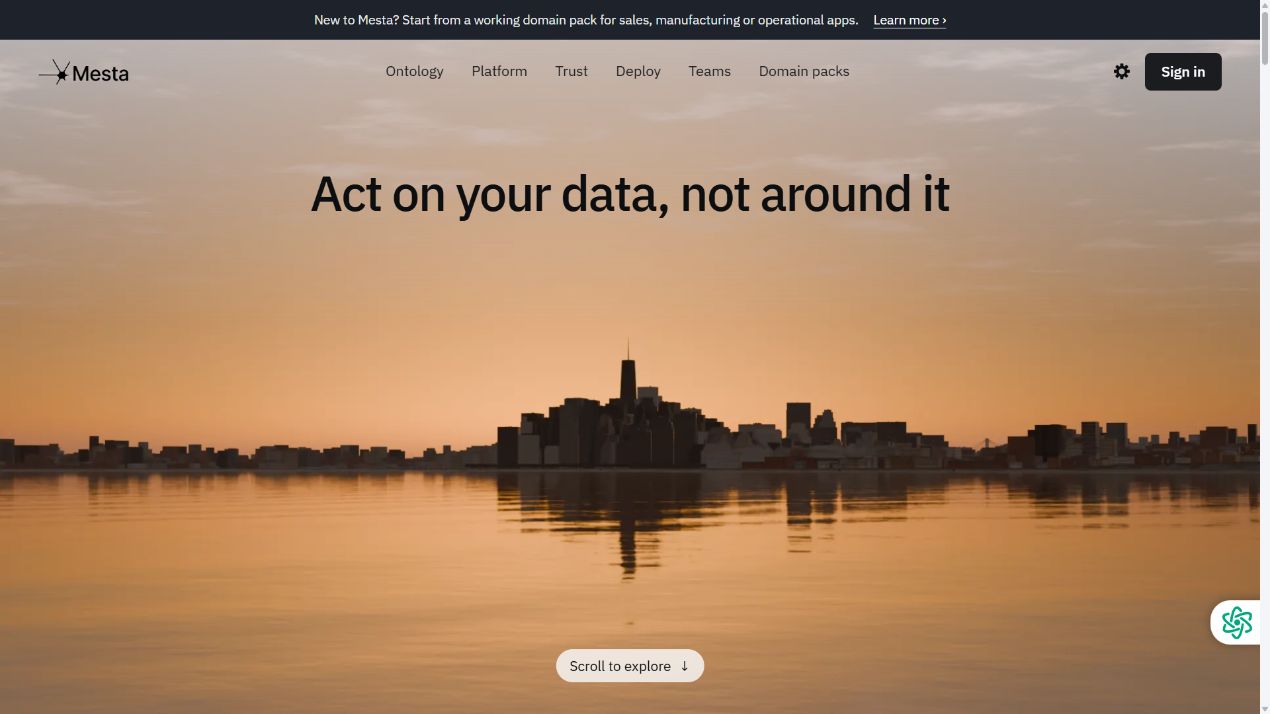 New to Mesta? Start from a working domain pack for sales, manufacturing or operational apps. Learn more ›
Mesta Ontology Platform Trust Deploy Teams Domain packs Sign in
Act on your data, not around it
Scroll to explore ↓